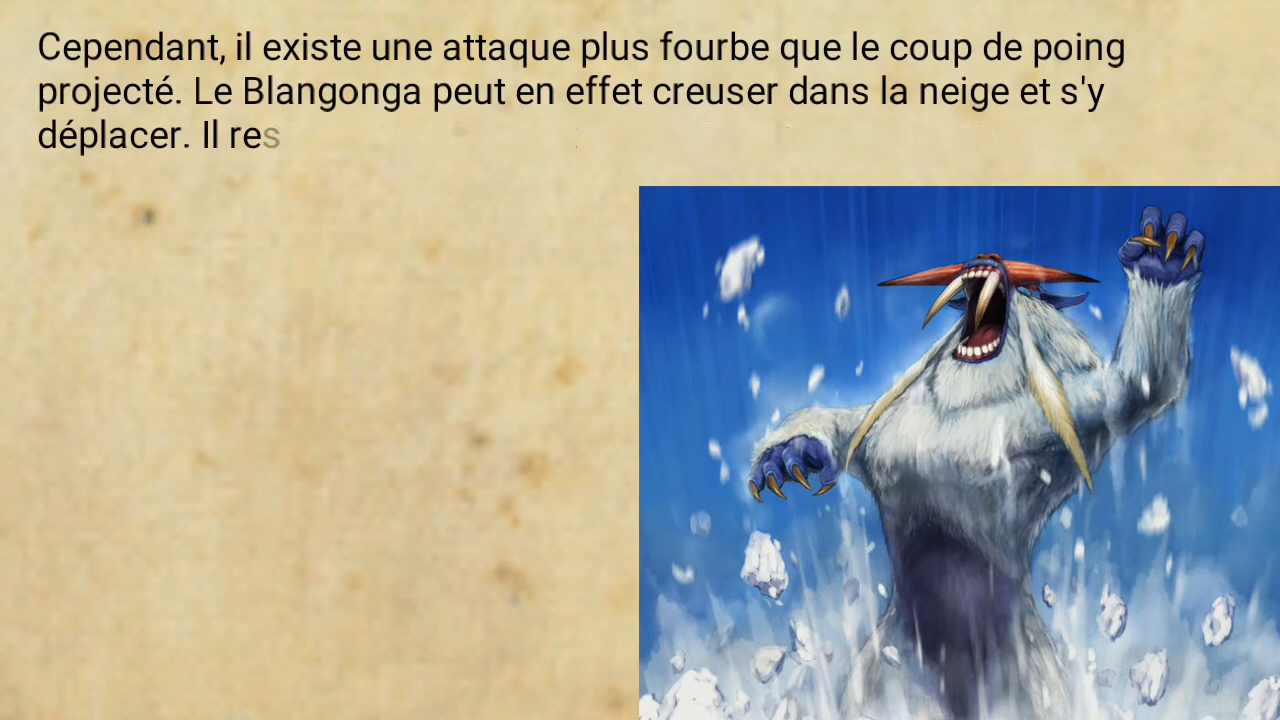 Cependant, il existe une attaque plus fourbe que le coup de poing
projecté. Le Blangonga peut en effet creuser dans la neige et s'y
déplacer. Il res